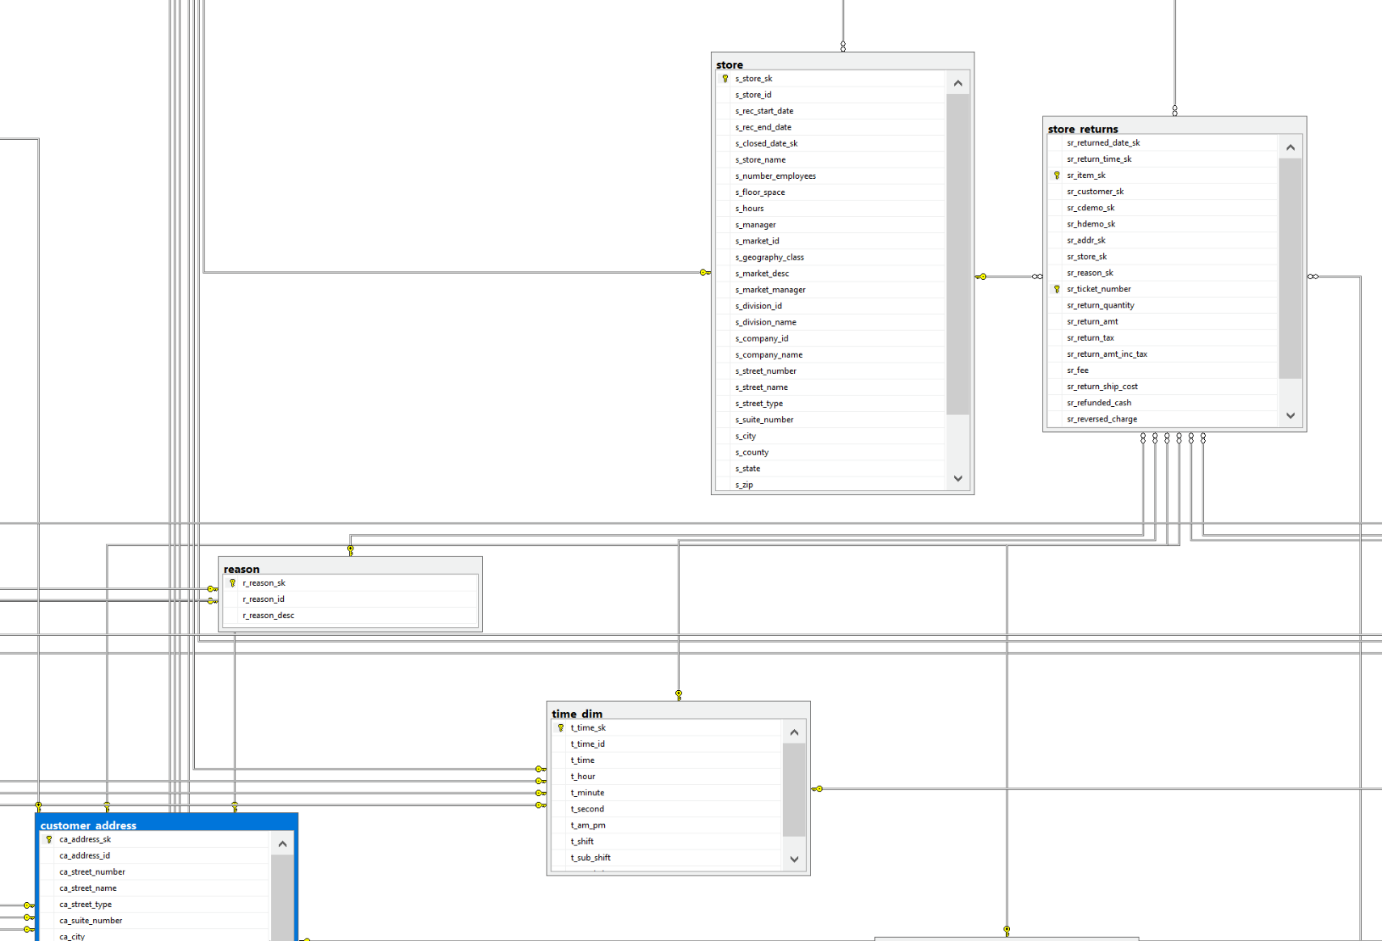 store
s_store_sk
s_store_id
s_rec_start_date
s_rec_end_date
s_closed_date_sk
s_store_name
s_number_employees
s_floor_space
s_hours
s_manager
s_market_id
s_geography_class
s_market_desc
s_market_manager
s_division_id
s_division_name
s_company_id
s_company_name
s_street_number
s_street_name
s_street_type
s_suite_number
s_city
s_county
s_state
s_zip
store_returns
sr_returned_date_sk
sr_return_time_sk
sr_item_sk
sr_customer_sk
sr_cdemo_sk
sr_hdemo_sk
sr_addr_sk
sr_store_sk
sr_reason_sk
sr_ticket_number
sr_return_quantity
sr_return_amt
sr_return_tax
sr_return_amt_inc_tax
sr_fee
sr_return_ship_cost
sr_refunded_cash
sr_reversed_charge
reason
r_reason_sk
r_reason_id
r_reason_desc
time_dim
t_time_sk
t_time_id
t_time
t_hour
t_minute
t_second
t_am_pm
t_shift
t_sub_shift
customer_address
ca_address_sk
ca_address_id
ca_street_number
ca_street_name
ca_street_type
ca_suite_number
ca_city